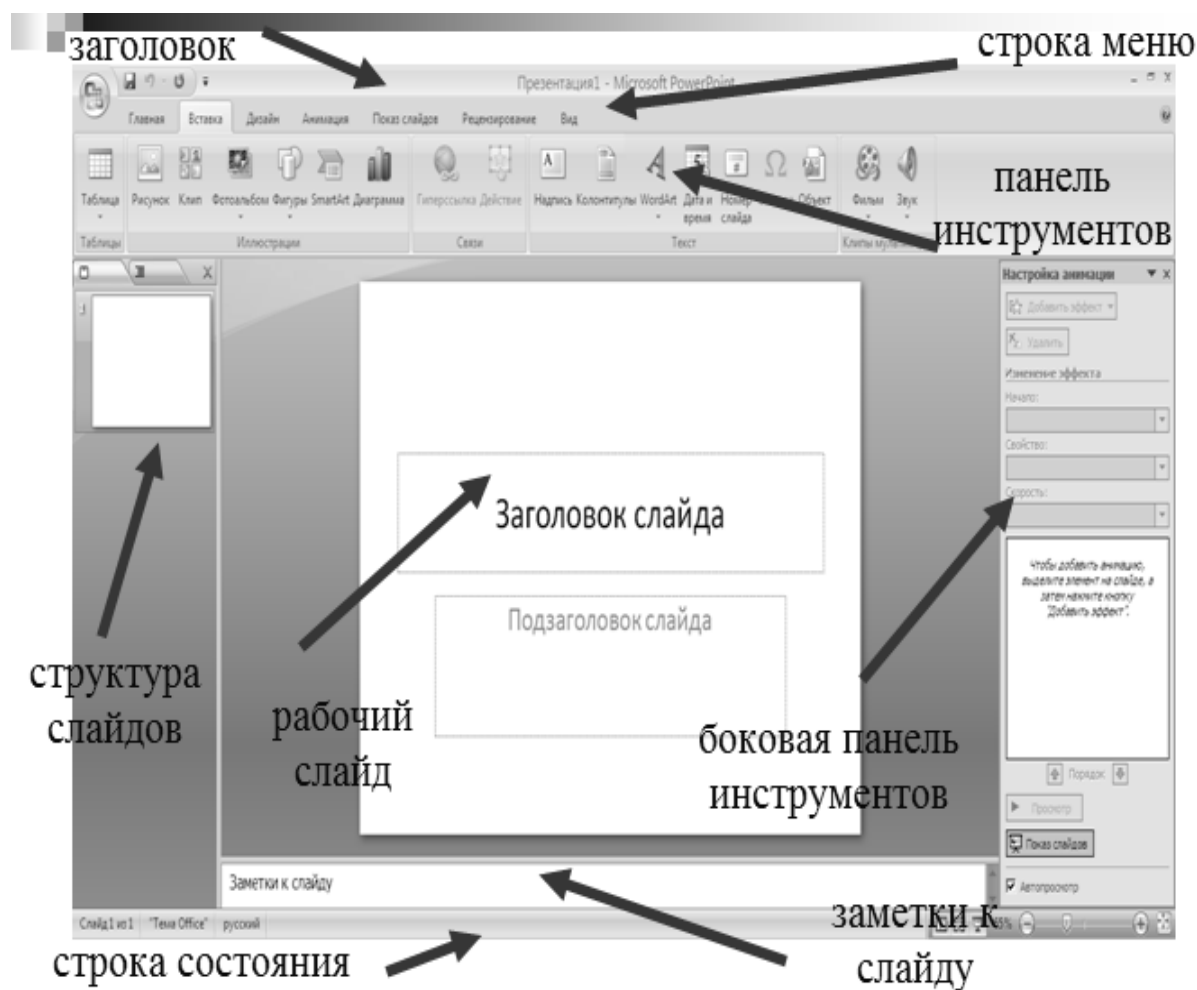 заголовок
строка меню
Презентация1 - Microsoft PowerPoint
Главная Вставка Дизайн Анимация Показ слайдов Рецензирование Вид
панель
инструментов
Таблица Рисунок Клип Фотоальбом Фигуры SmartArt Диаграмма Гиперссылка Действие Надпись Колонтитулы WordArt Дата и время Номер слайда Объект Фильм Звук
Таблицы Иллюстрации Связи Текст Клипы
Настройка анимации
Добавить эффект
Удалить
Изменение эффекта
Начало:
Свойство:
Скорость:
Чтобы добавить анимацию,
выделите элемент на слайде, а
затем нажмите кнопку
"Добавить эффект".
Порядок
Просмотр
Показ слайдов
Автопросмотр
1
Заголовок слайда
Подзаголовок слайда
структура
слайдов
рабочий
слайд
боковая панель
инструментов
Заметки к слайду
заметки к
слайду
Слайд 1 из 1 "Тема Office" русский
строка состояния